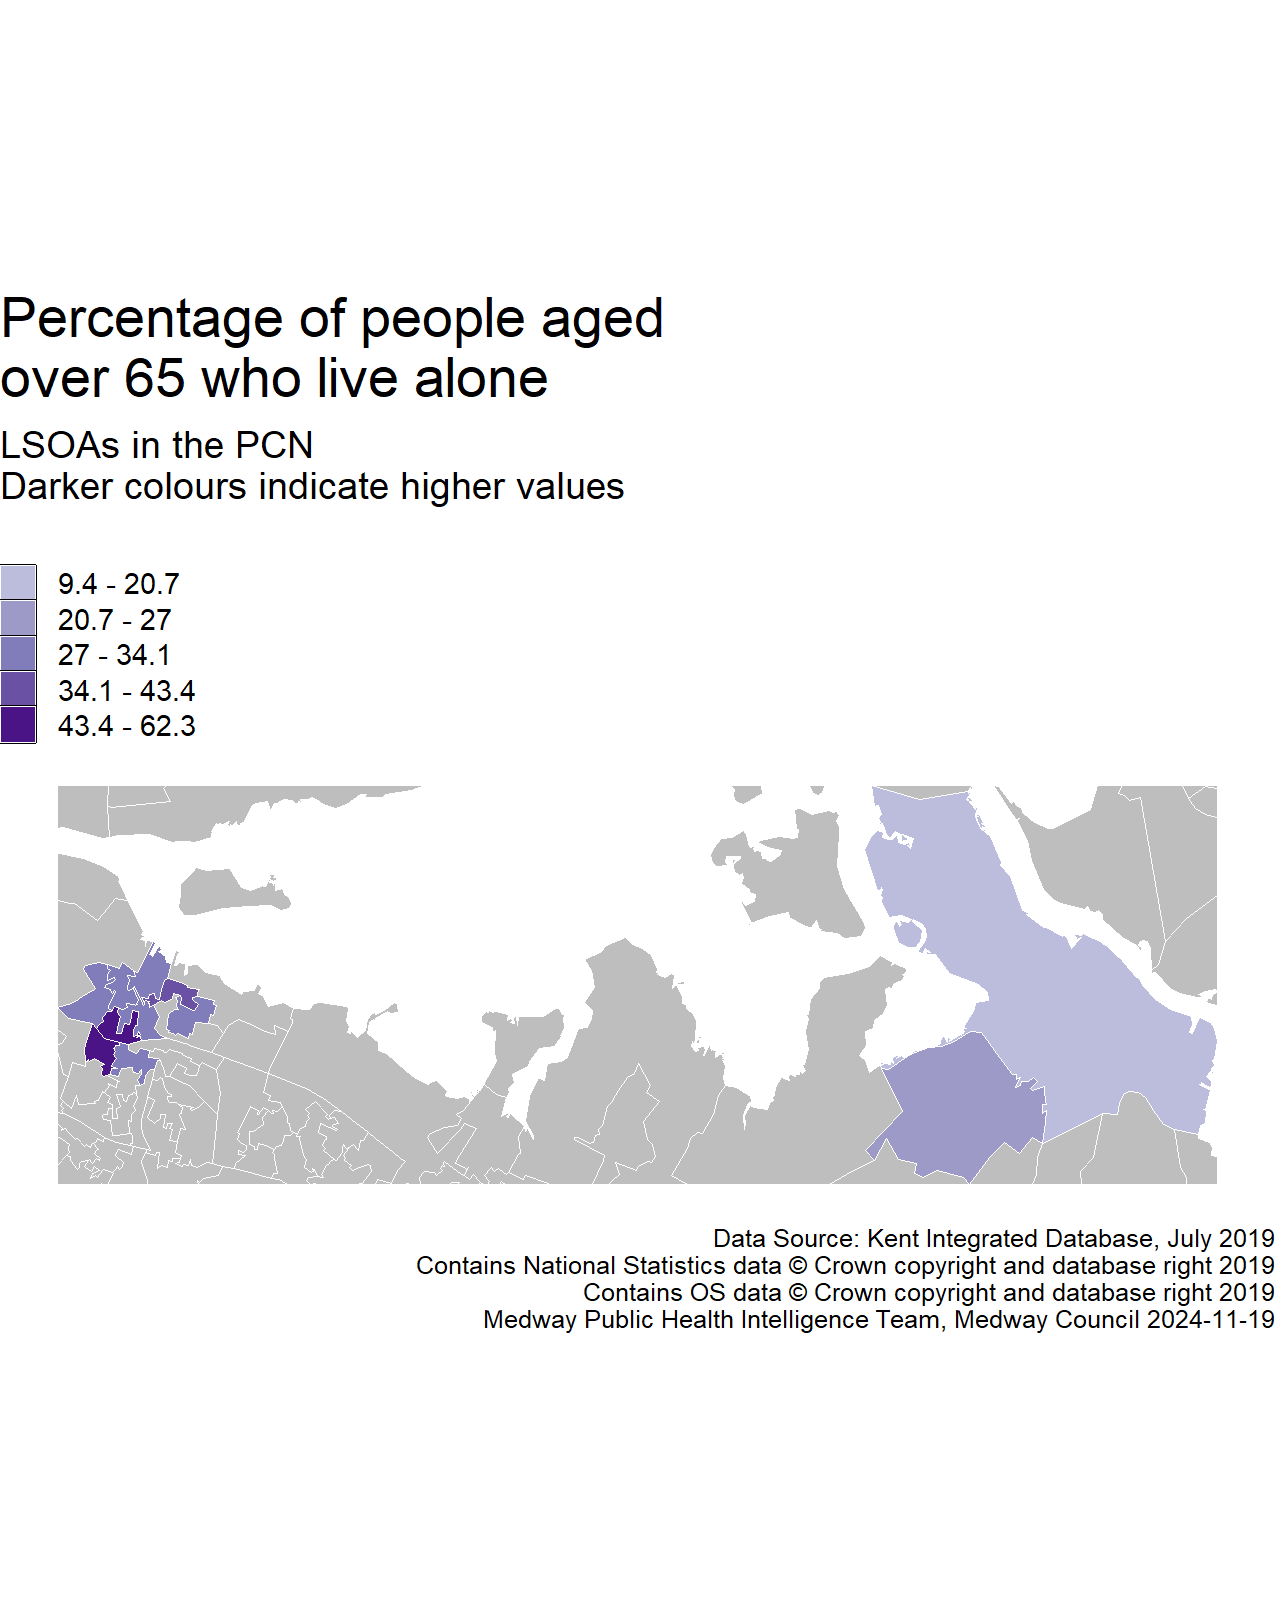 Percentage of people aged
over 65 who live alone
LSOAs in the PCN
Darker colours indicate higher values
9.4 - 20.7
20.7 - 27
27 - 34.1
34.1 - 43.4
43.4 - 62.3
Data Source: Kent Integrated Database, July 2019
Contains National Statistics data © Crown copyright and database right 2019
Contains OS data © Crown copyright and database right 2019
Medway Public Health Intelligence Team, Medway Council 2024-11-19